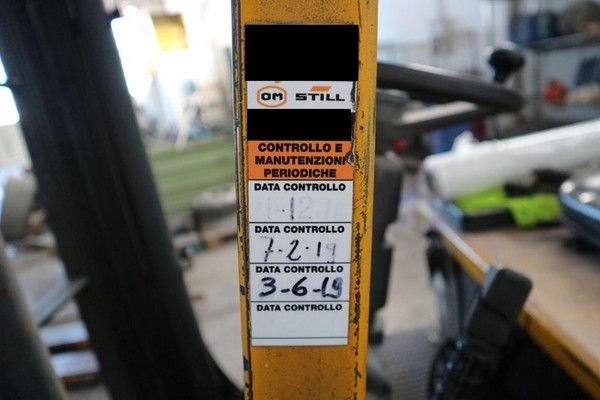 OM STILL
CONTROLLO E
MANUTENZIONI
PERIODICHE
DATA CONTROLLO
DATA CONTROLLO
7-2-19
DATA CONTROLLO
3-6-19
DATA CONTROLLO